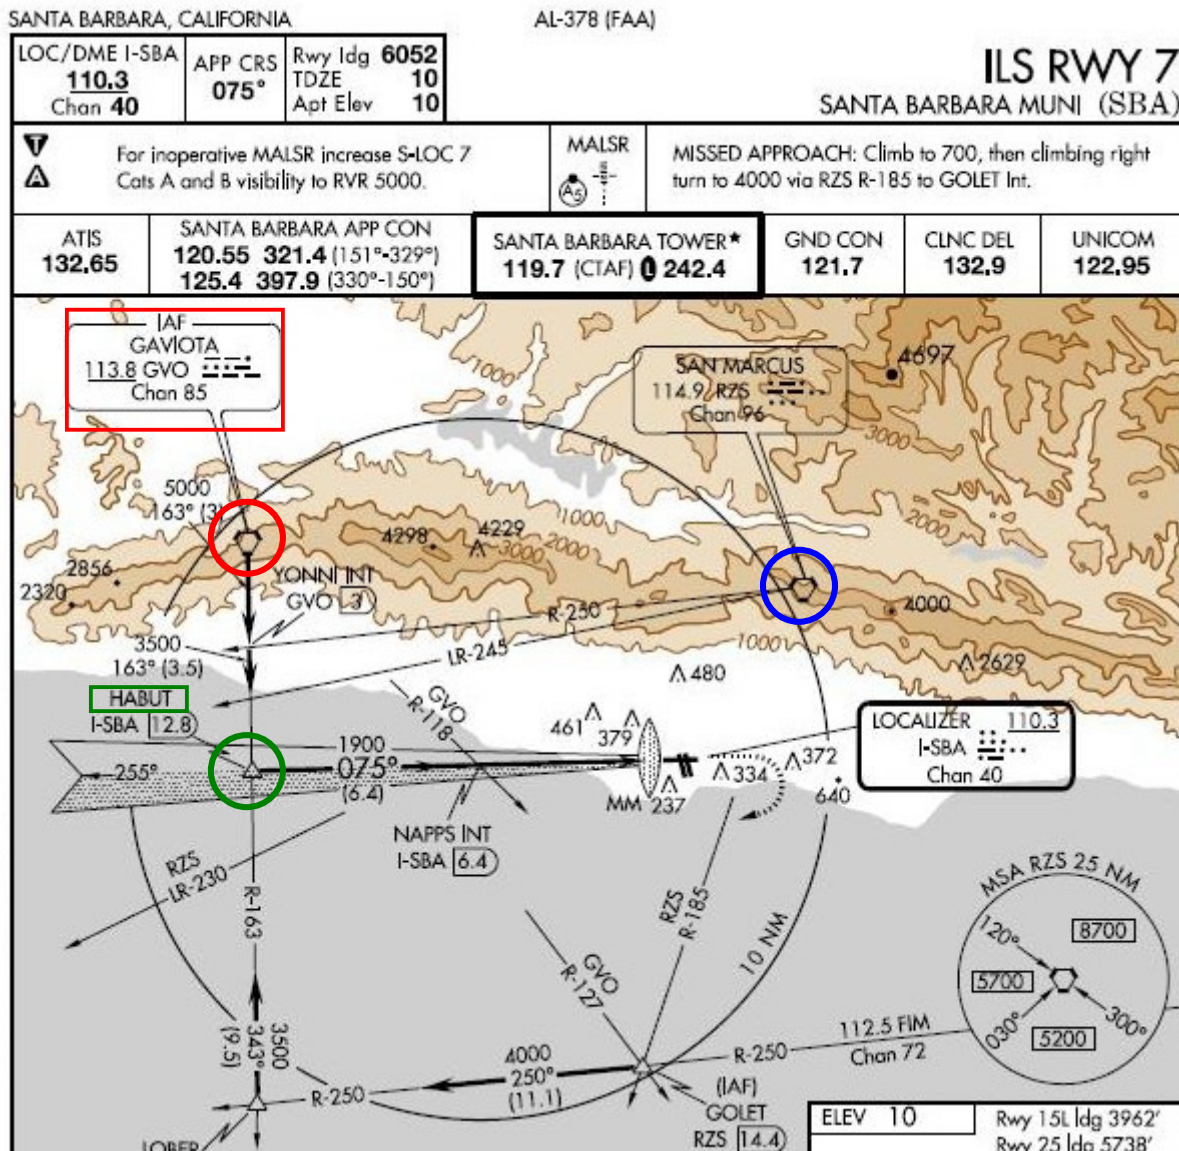 SANTA BARBARA, CALIFORNIA
AL-378 (FAA)
LOC/DME I-SBA
110.3
Chan 40
APP CRS
075°
Rwy ldg 6052
TDZE 10
Apt Elev 10
ILS RWY 7
SANTA BARBARA MUNI (SBA)
T
A
For inoperative MALSR increase S-LOC 7
Cats A and B visibility to RVR 5000.
MALSR
A5
MISSED APPROACH: Climb to 700, then climbing right
turn to 4000 via RZS R-185 to GOLET Int.
ATIS
132.65
SANTA BARBARA APP CON
120.55 321.4 (151°-329°)
125.4 397.9 (330°-150°)
SANTA BARBARA TOWER★
119.7 (CTAF) L 242.4
GND CON
121.7
CLNC DEL
132.9
UNICOM
122.95
IAF
GAVIOTA
113.8 GVO
Chan 85
1000
SAN MARCUS
114.9 RZS
Chan 96
4697
3000
5000
163° (3)
4298
4229
3000
2000
1000
2000
2856
2320
YONNI INT
GVO 3
R-250
4000
3500
163° (3.5)
LR-245
1000
2629
480
HABUT
I-SBA 12.8
GVO
R-118
461
379
LOCALIZER 110.3
I-SBA
Chan 40
255°
1900
075°
(6.4)
372
334
MM
237
640
NAPPS INT
I-SBA 6.4
RZS
LR-230
R-163
RZS
R-185
10 NM
MSA RZS 25 NM
120°
8700
5700
030°
300°
5200
GVO
R-127
3500
343°
(9.5)
4000
250°
(11.1)
R-250
R-250
112.5 FIM
Chan 72
(IAF)
GOLET
RZS 14.4
LOBER
ELEV 10
Rwy 15L ldg 3962'
Rwy 25 ldg 5738'